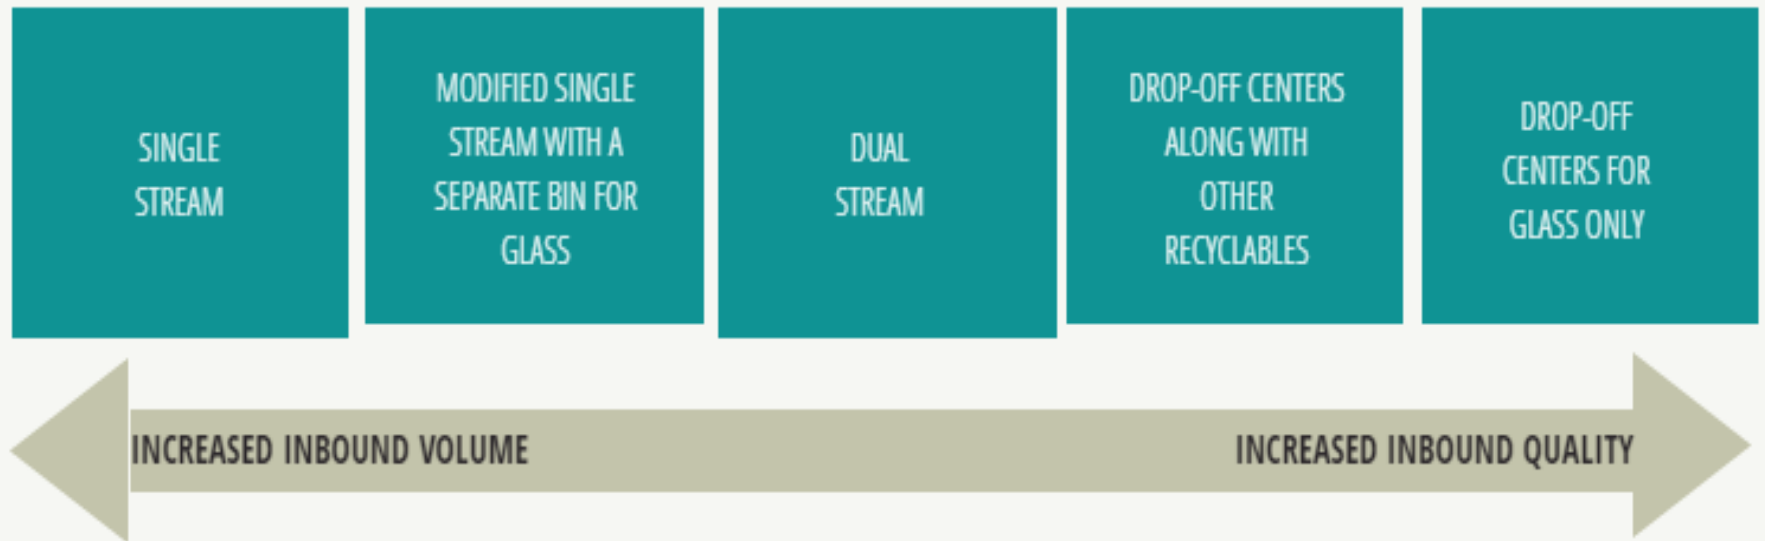 SINGLE
STREAM
MODIFIED SINGLE
STREAM WITH A
SEPARATE BIN FOR
GLASS
DUAL
STREAM
DROP-OFF CENTERS
ALONG WITH
OTHER
RECYCLABLES
DROP-OFF
CENTERS FOR
GLASS ONLY
INCREASED INBOUND VOLUME
INCREASED INBOUND QUALITY